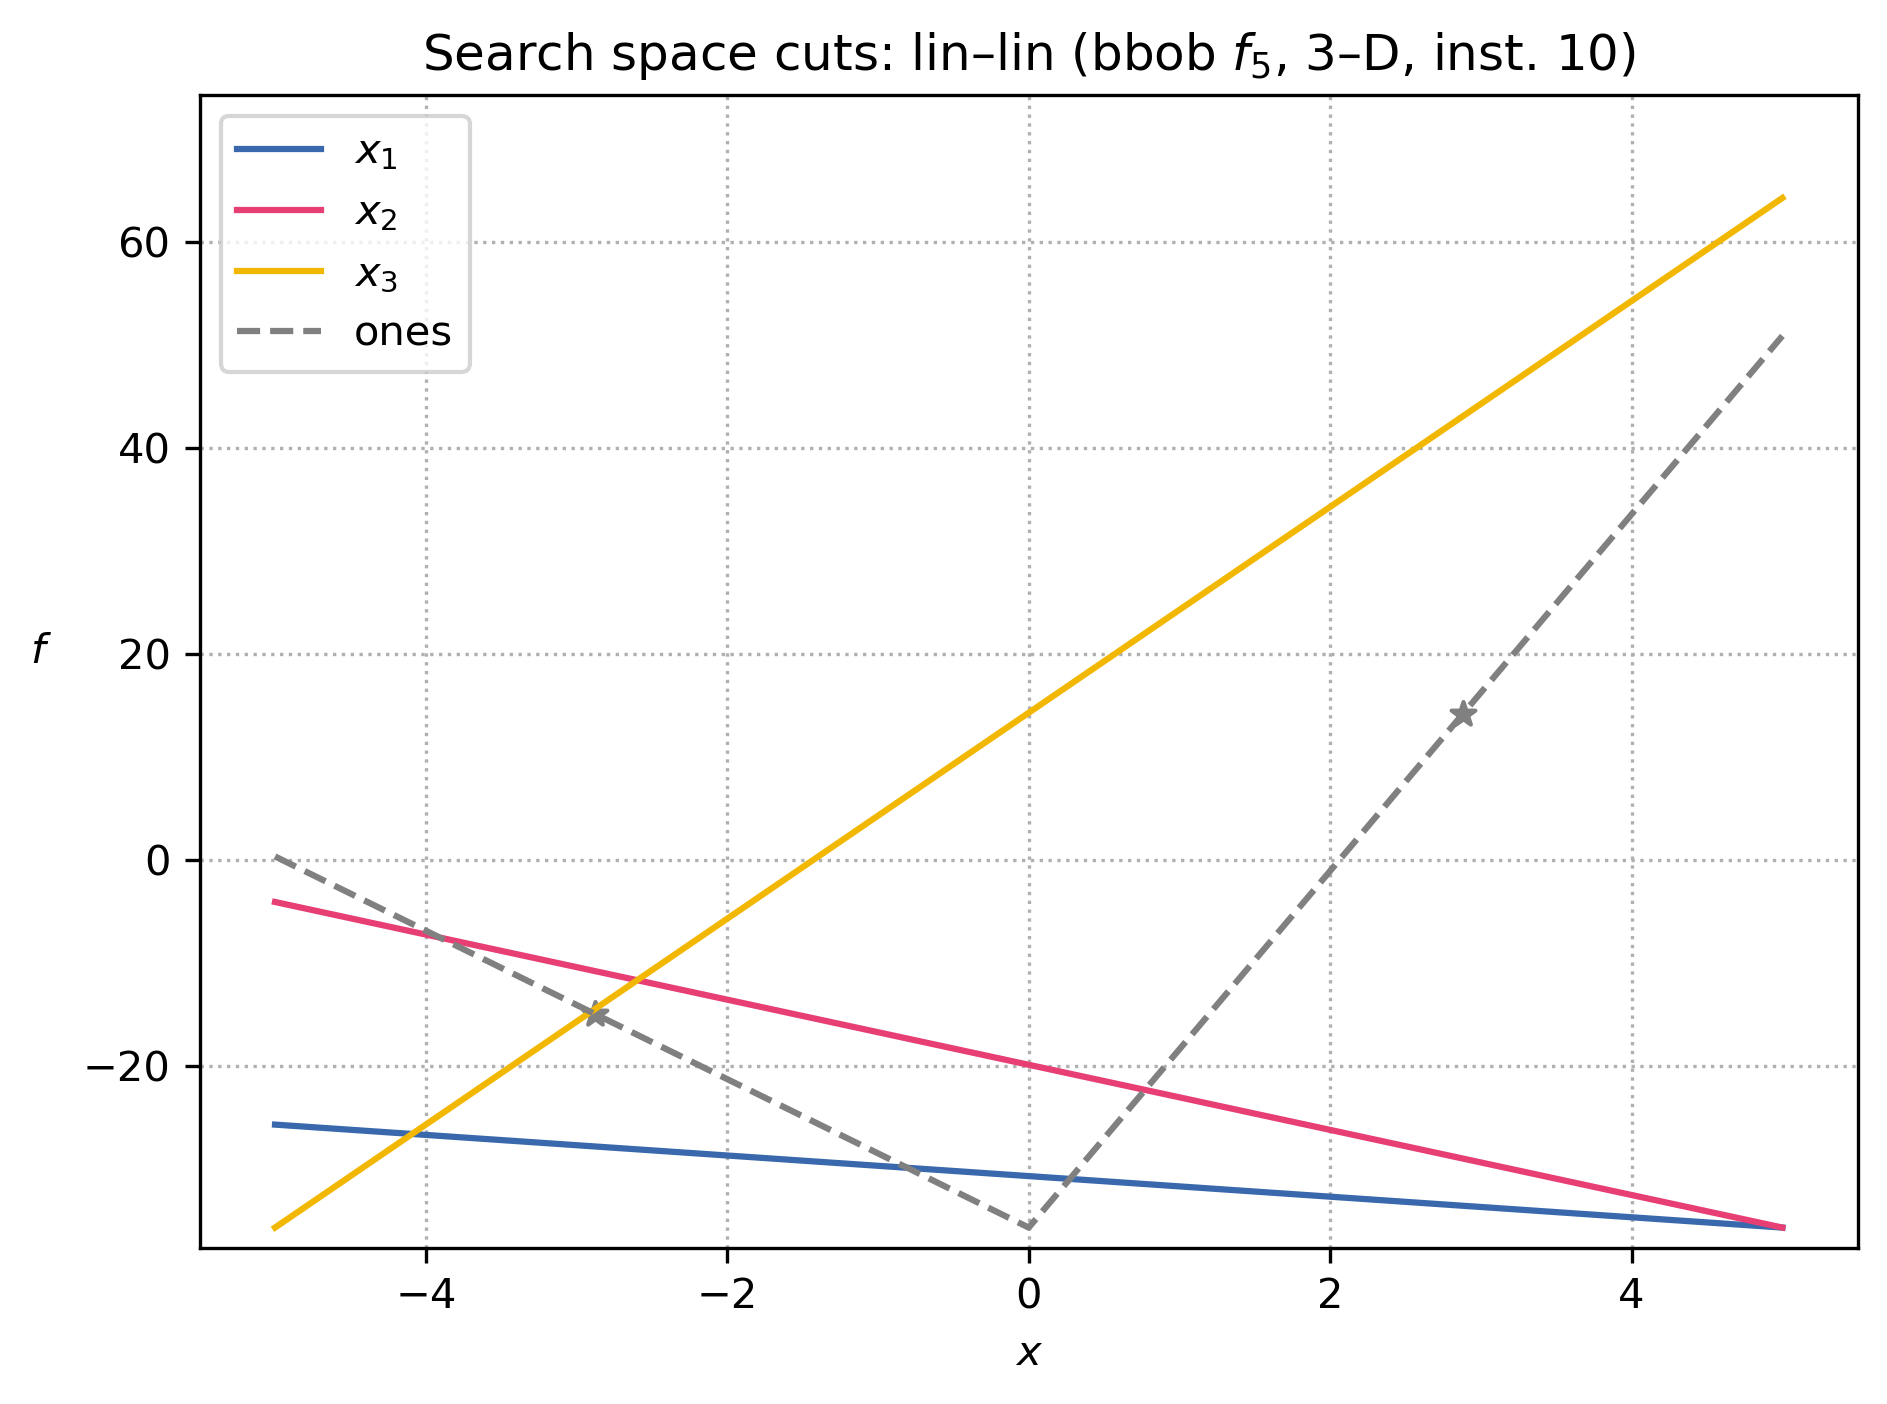 Search space cuts: lin–lin (bbob f₅, 3–D, inst. 10)
x₁
x₂
x₃
ones
60
40
20
0
−20
f
−4
−2
0
2
4
x